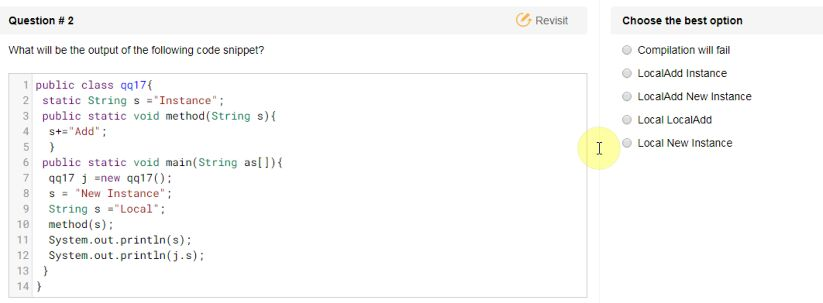 Question # 2
Revisit
What will be the output of the following code snippet?
1 public class qq17{
2 static String s ="Instance";
3 public static void method(String s){
4 s+="Add";
5 }
6 public static void main(String as[]){
7 qq17 j =new qq17();
8 s = "New Instance";
9 String s ="Local";
10 method(s);
11 System.out.println(s);
12 System.out.println(j.s);
13 }
14 }
Choose the best option
Compilation will fail
LocalAdd Instance
LocalAdd New Instance
Local LocalAdd
Local New Instance